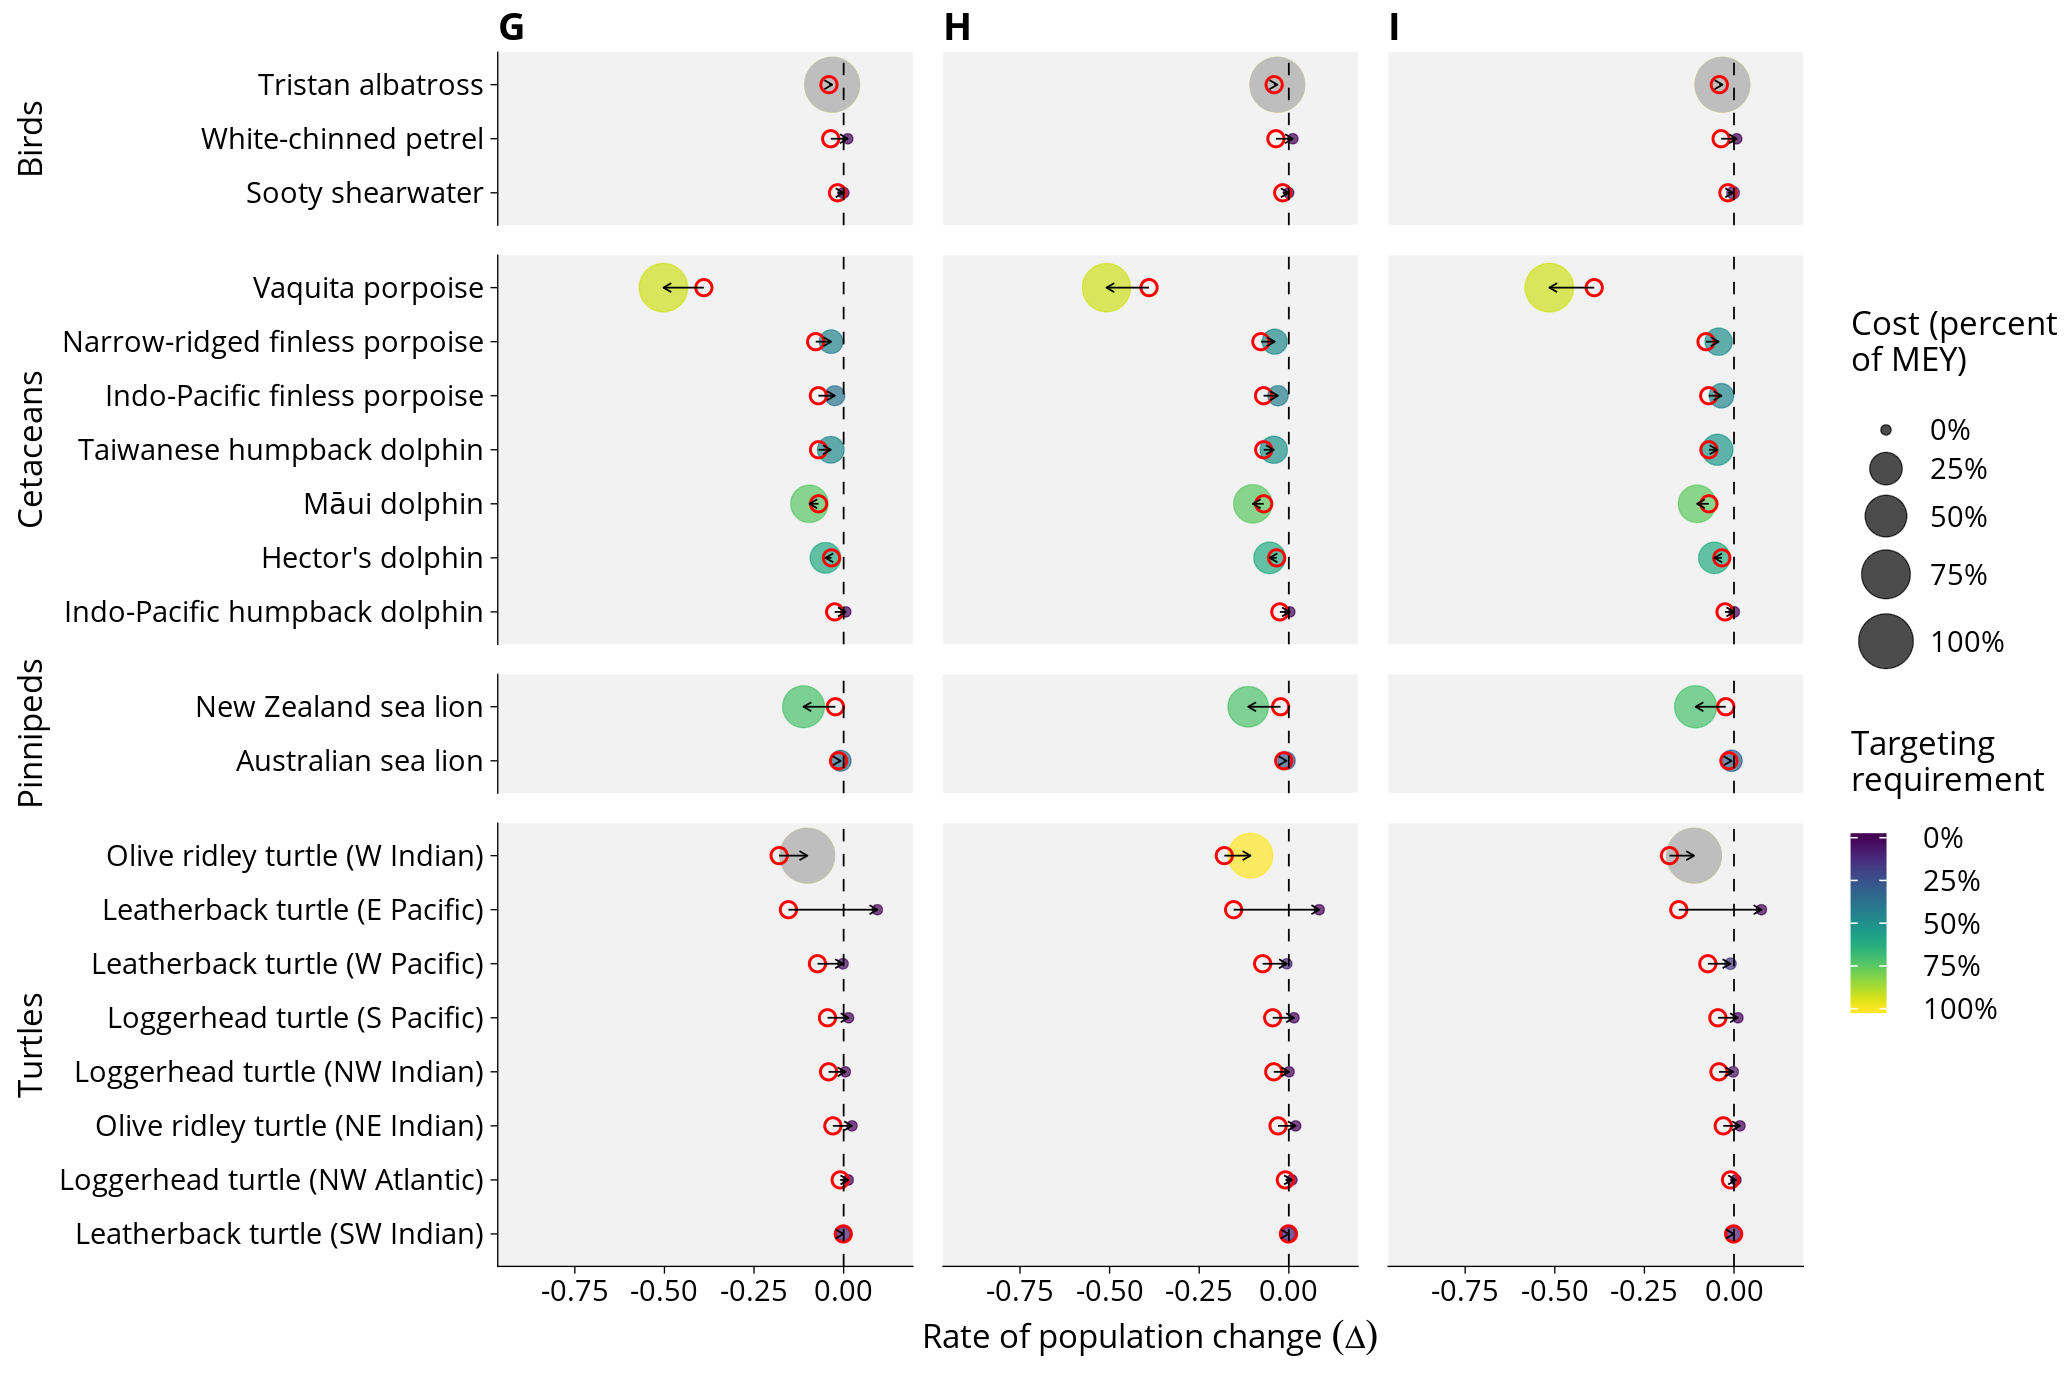 G
H
I
Birds
Tristan albatross
White-chinned petrel
Sooty shearwater
Cetaceans
Vaquita porpoise
Narrow-ridged finless porpoise
Indo-Pacific finless porpoise
Taiwanese humpback dolphin
Māui dolphin
Hector's dolphin
Indo-Pacific humpback dolphin
Pinnipeds
New Zealand sea lion
Australian sea lion
Turtles
Olive ridley turtle (W Indian)
Leatherback turtle (E Pacific)
Leatherback turtle (W Pacific)
Loggerhead turtle (S Pacific)
Loggerhead turtle (NW Indian)
Olive ridley turtle (NE Indian)
Loggerhead turtle (NW Atlantic)
Leatherback turtle (SW Indian)
-0.75 -0.50 -0.25 0.00
-0.75 -0.50 -0.25 0.00
-0.75 -0.50 -0.25 0.00
Rate of population change (Δ)
Cost (percent
of MEY)
0%
25%
50%
75%
100%
Targeting
requirement
0%
25%
50%
75%
100%